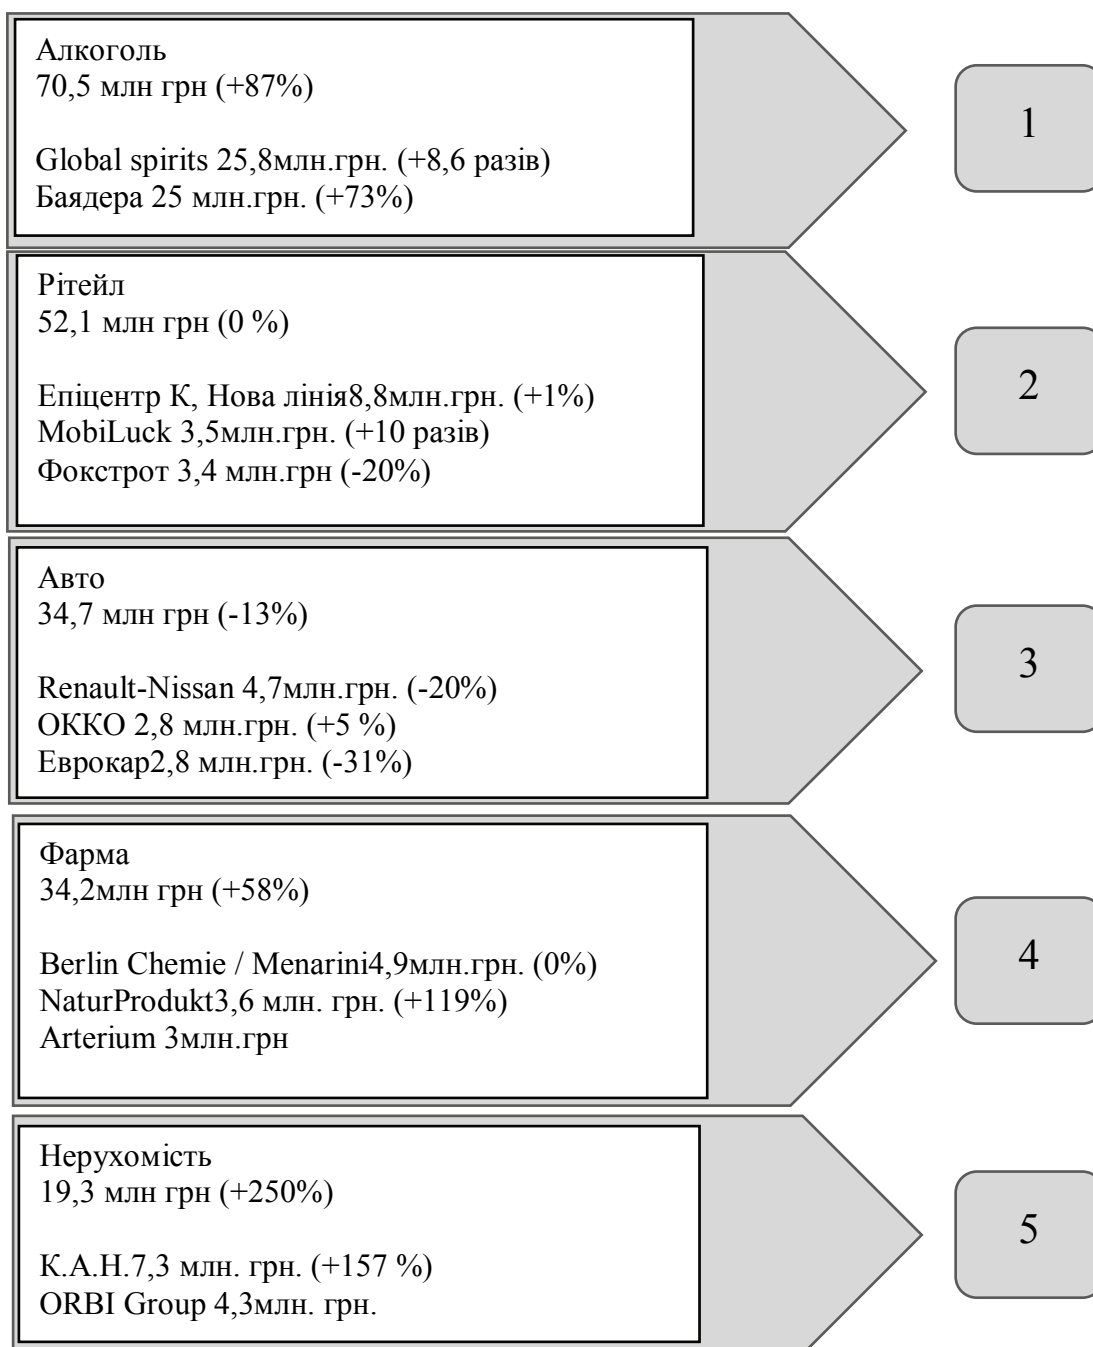 Алкоголь
70,5 млн грн (+87%)
Global spirits 25,8млн.грн. (+8,6 разів)
Баядера 25 млн.грн. (+73%)
1
Рітейл
52,1 млн грн (0 %)
Епіцентр К, Нова лінія8,8млн.грн. (+1%)
MobiLuck 3,5млн.грн. (+10 разів)
Фокстрот 3,4 млн.грн (-20%)
2
Авто
34,7 млн грн (-13%)
Renault-Nissan 4,7млн.грн. (-20%)
ОККО 2,8 млн.грн. (+5 %)
Еврокар2,8 млн.грн. (-31%)
3
Фарма
34,2млн грн (+58%)
Berlin Chemie / Menarini4,9млн.грн. (0%)
NaturProdukt3,6 млн. грн. (+119%)
Arterium 3млн.грн
4
Нерухомість
19,3 млн грн (+250%)
К.А.Н.7,3 млн. грн. (+157 %)
ORBI Group 4,3млн. грн.
5